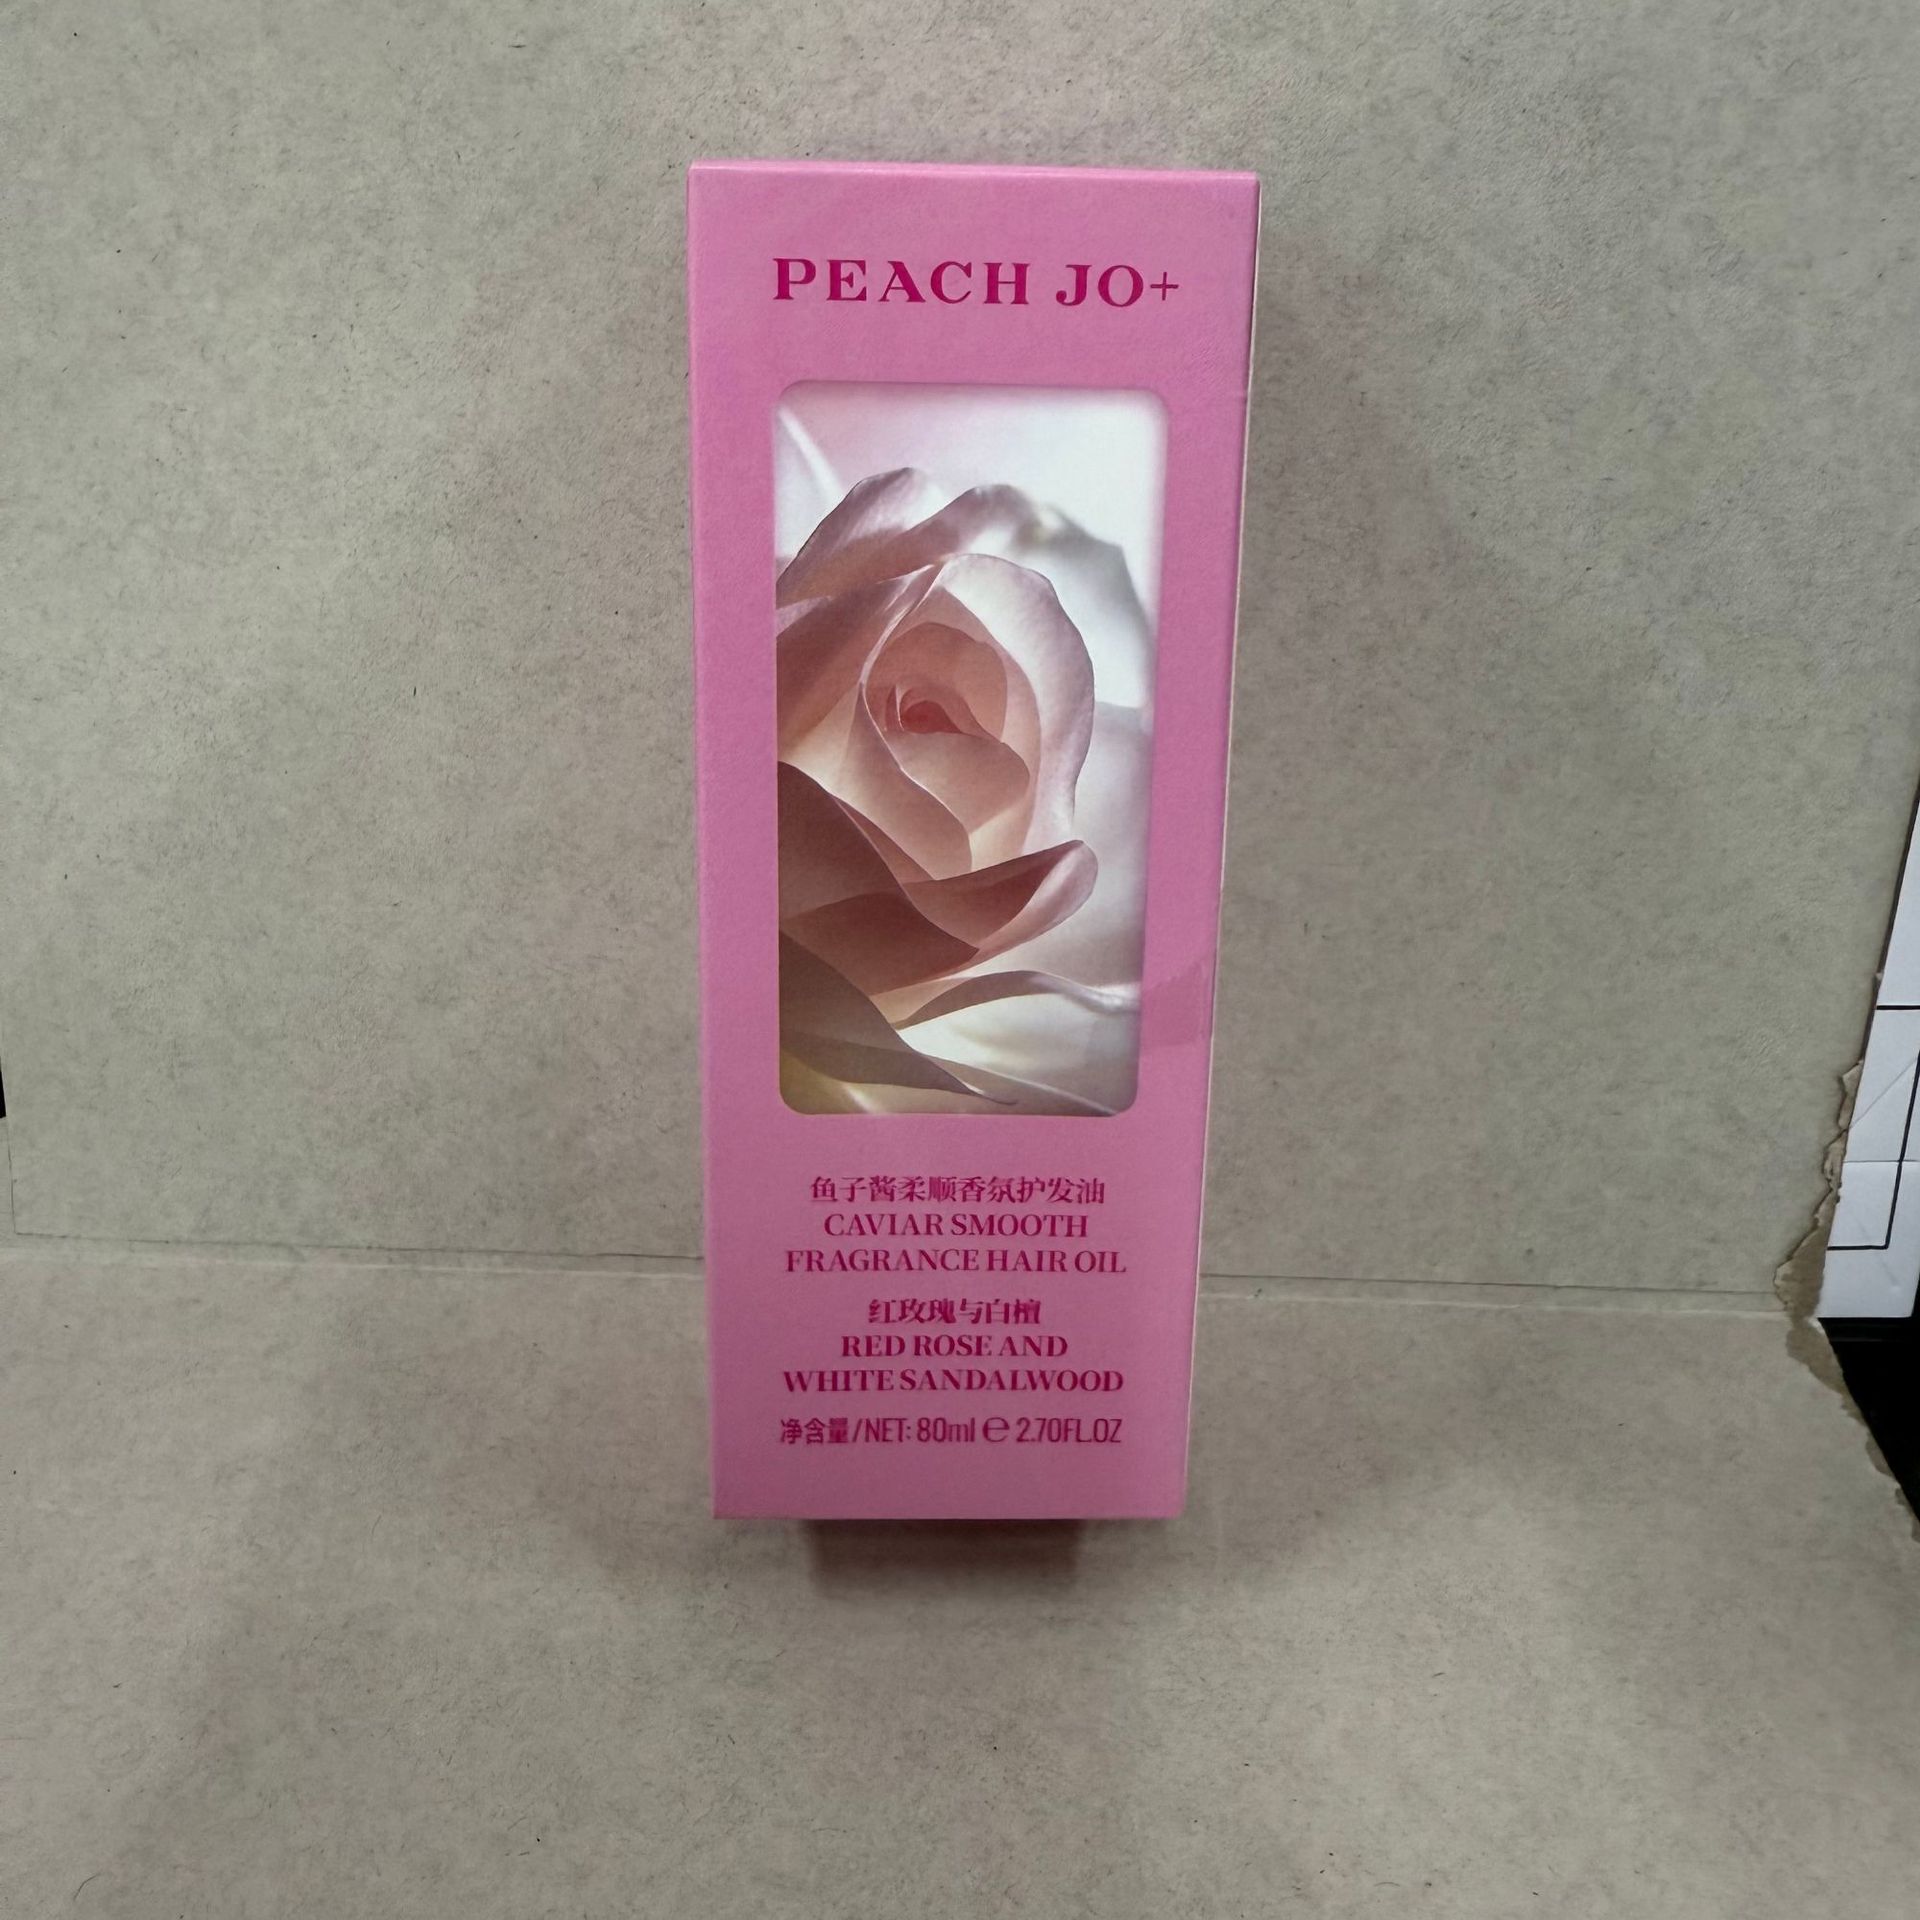 PEACH JO+
鱼子酱柔顺香氛护发油
CAVIAR SMOOTH
FRAGRANCE HAIR OIL
红玫瑰与白檀
RED ROSE AND
WHITE SANDALWOOD
净含量/NET: 80ml ℮ 2.70FL.OZ